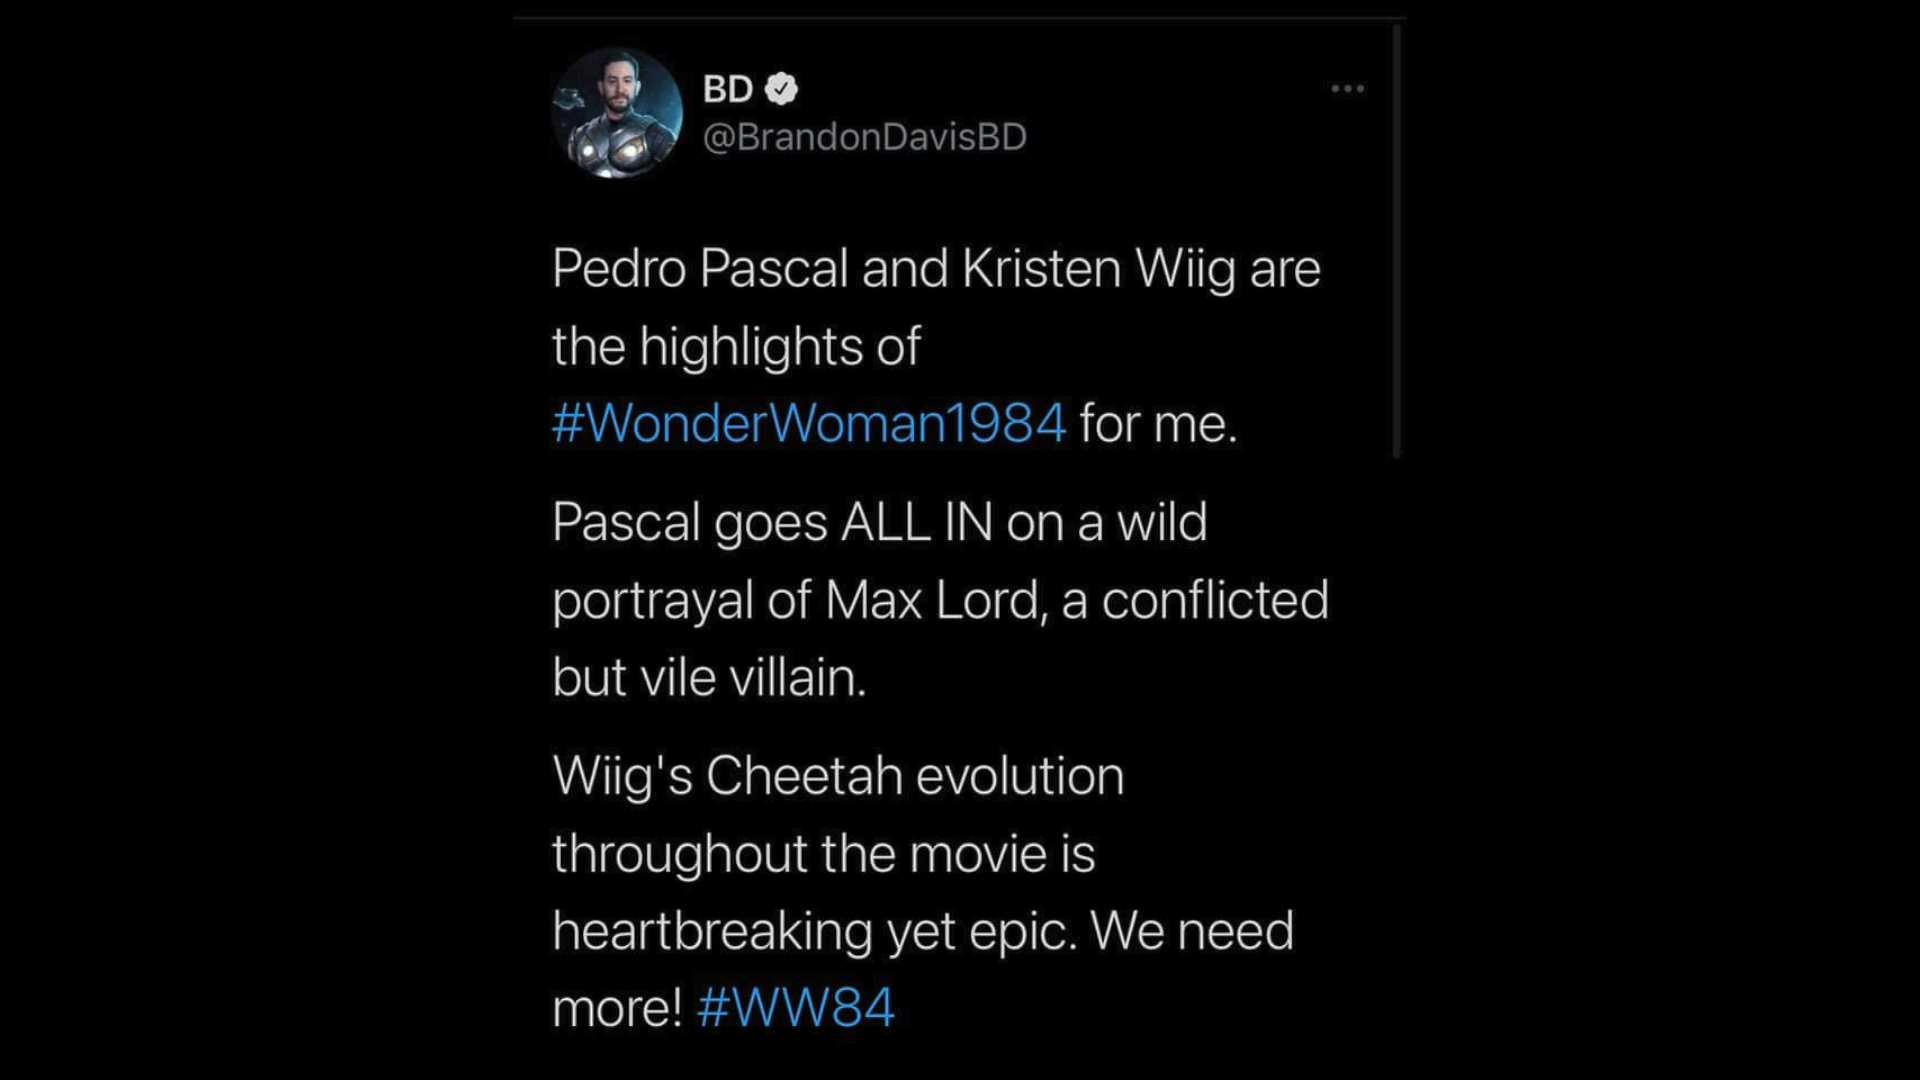 BD
@BrandonDavisBD
Pedro Pascal and Kristen Wiig are
the highlights of
#WonderWoman1984 for me.
Pascal goes ALL IN on a wild
portrayal of Max Lord, a conflicted
but vile villain.
Wiig's Cheetah evolution
throughout the movie is
heartbreaking yet epic. We need
more! #WW84